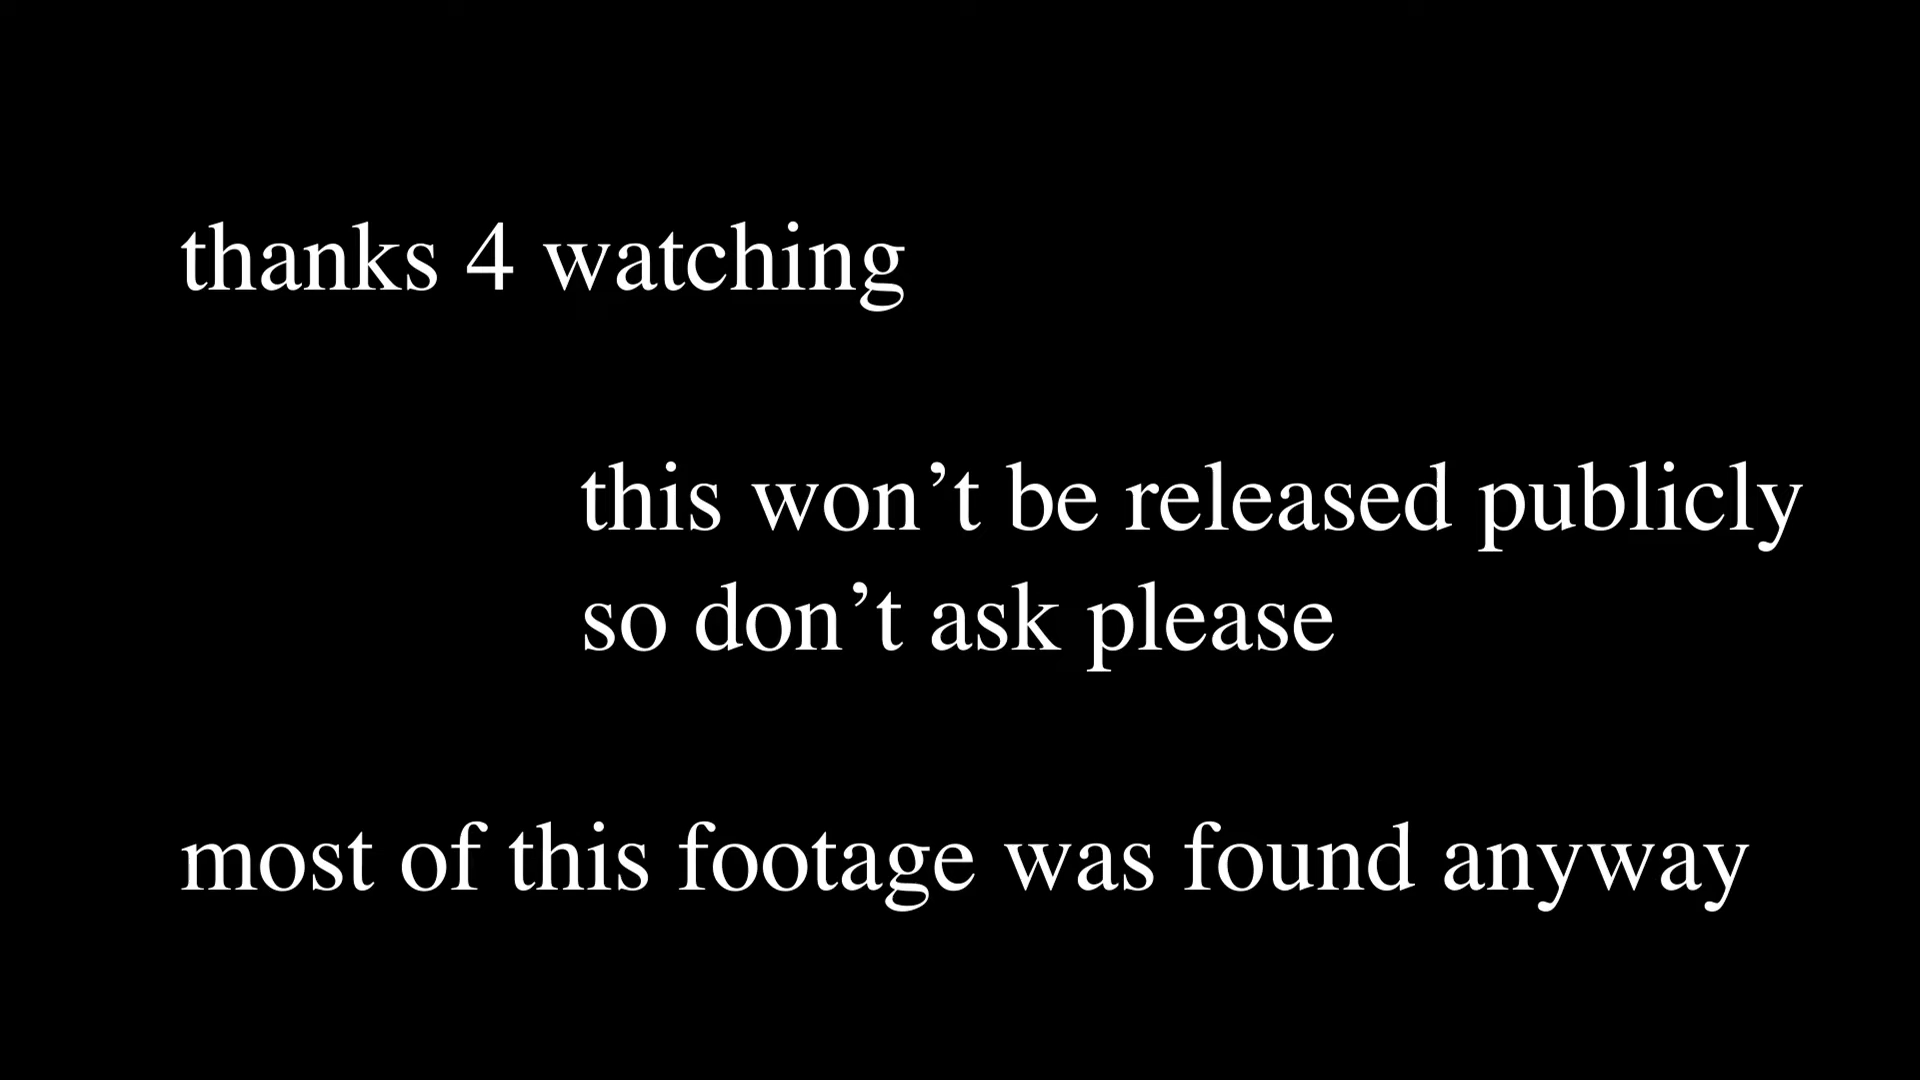 thanks 4 watching
this won’t be released publicly
so don’t ask please
most of this footage was found anyway